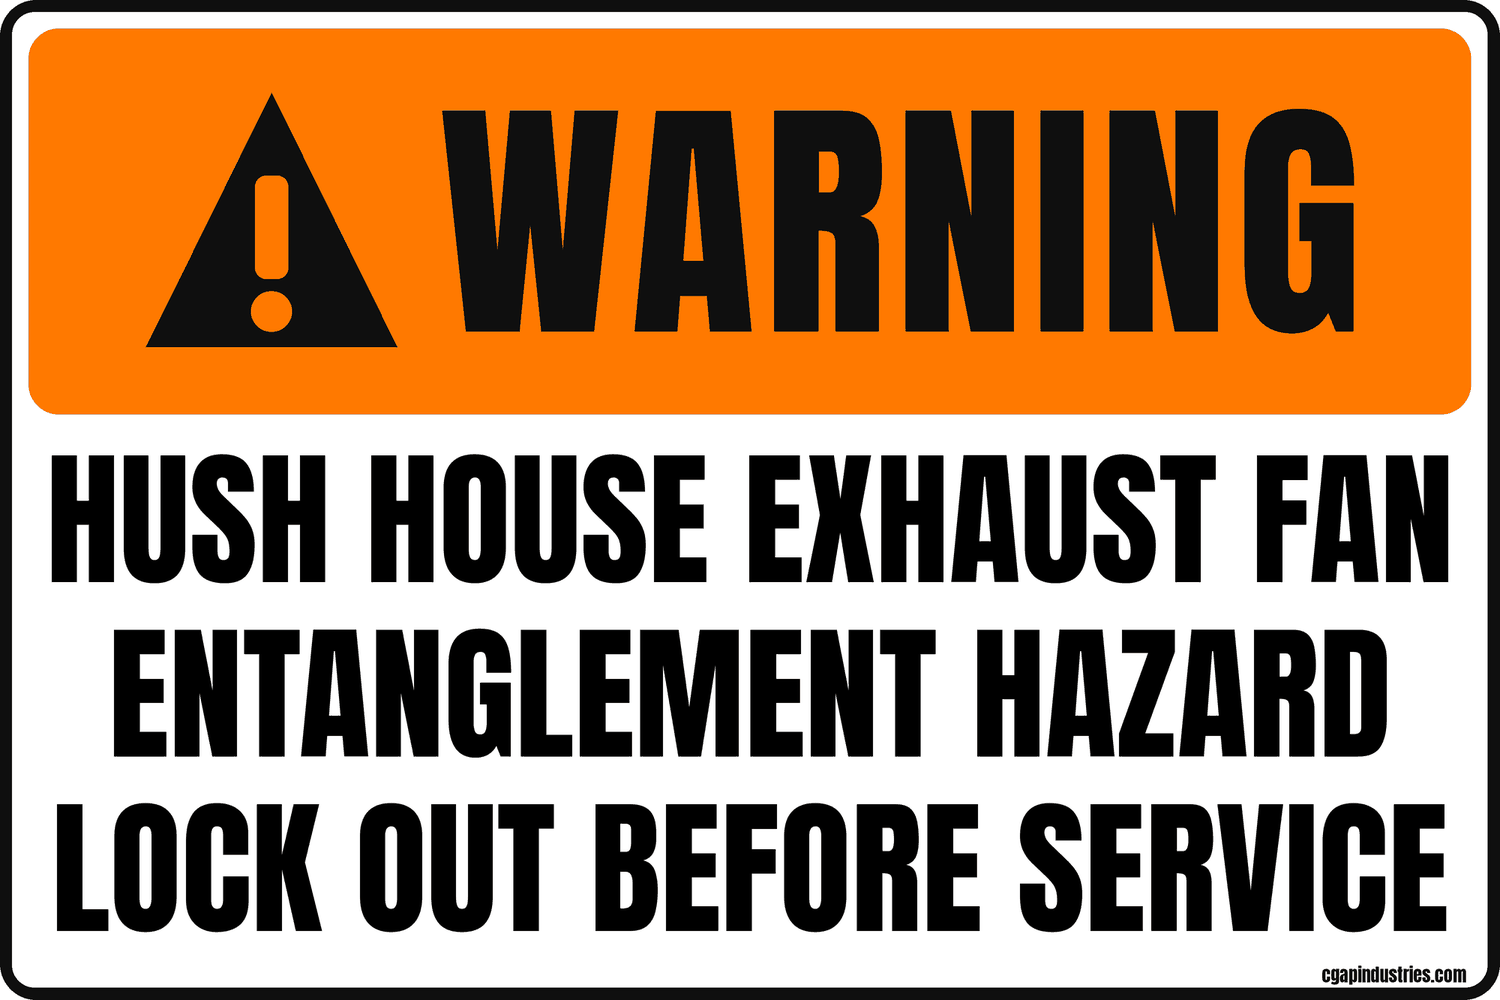 WARNING
HUSH HOUSE EXHAUST FAN
ENTANGLEMENT HAZARD
LOCK OUT BEFORE SERVICE
cgapindustries.com